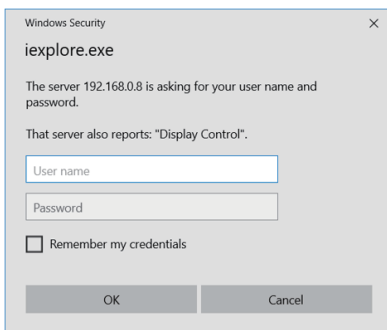 Windows Security
iexplore.exe
The server 192.168.0.8 is asking for your user name and
password.
That server also reports: "Display Control".
User name
Password
Remember my credentials
OK
Cancel